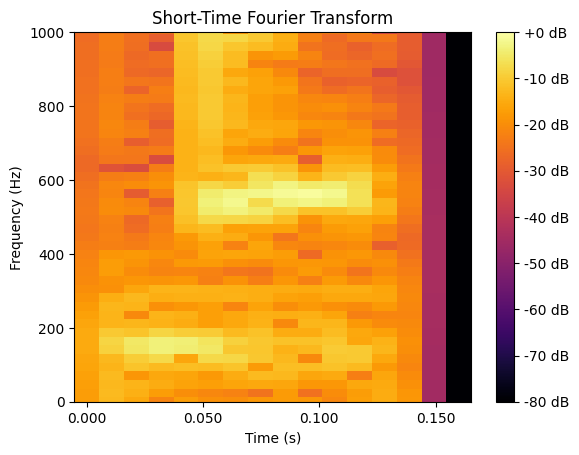 Short-Time Fourier Transform
Frequency (Hz)
1000
800
600
400
200
0
0.000
0.050
0.100
0.150
Time (s)
+0 dB
-10 dB
-20 dB
-30 dB
-40 dB
-50 dB
-60 dB
-70 dB
-80 dB